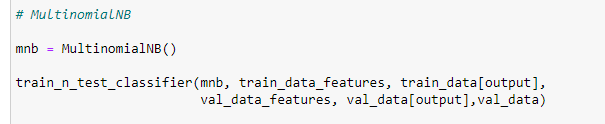 # MultinomialNB
mnb = MultinomialNB()
train_n_test_classifier(mnb, train_data_features, train_data[output],
val_data_features, val_data[output],val_data)